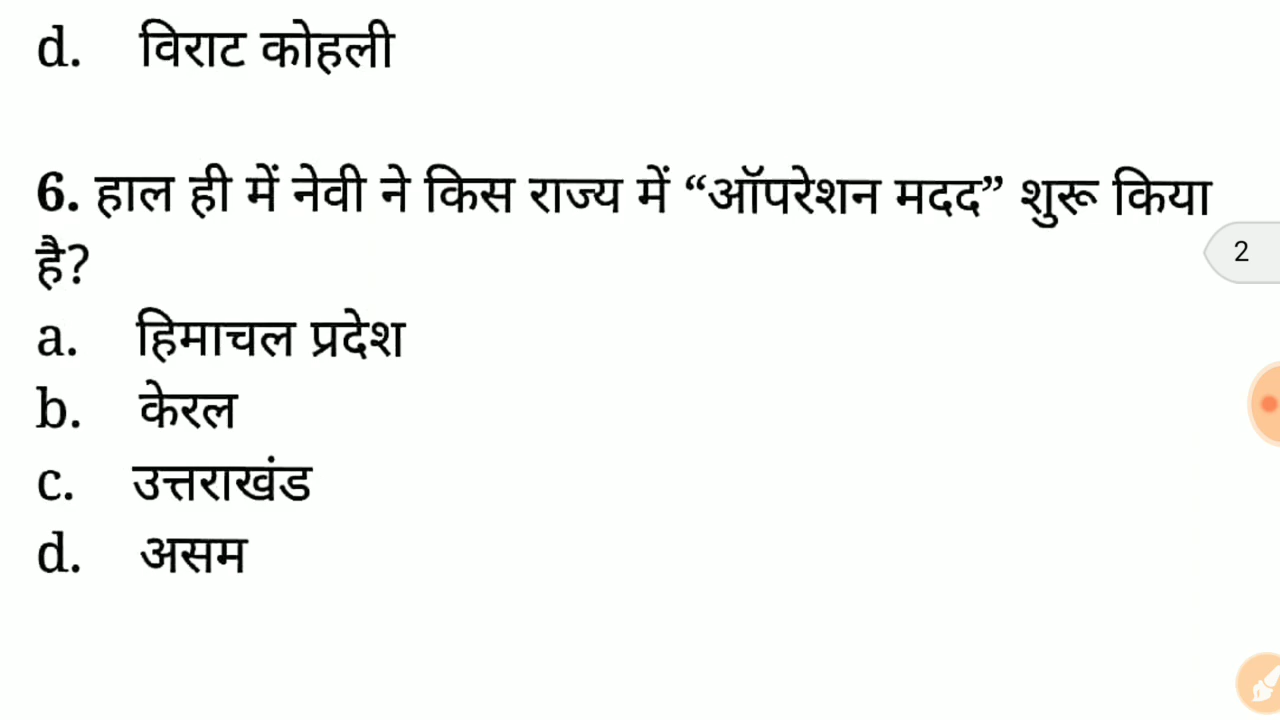 d. विराट कोहली
6. हाल ही में नेवी ने किस राज्य में “ऑपरेशन मदद” शुरू किया
है?
2
a. हिमाचल प्रदेश
b. केरल
c. उत्तराखंड
d. असम